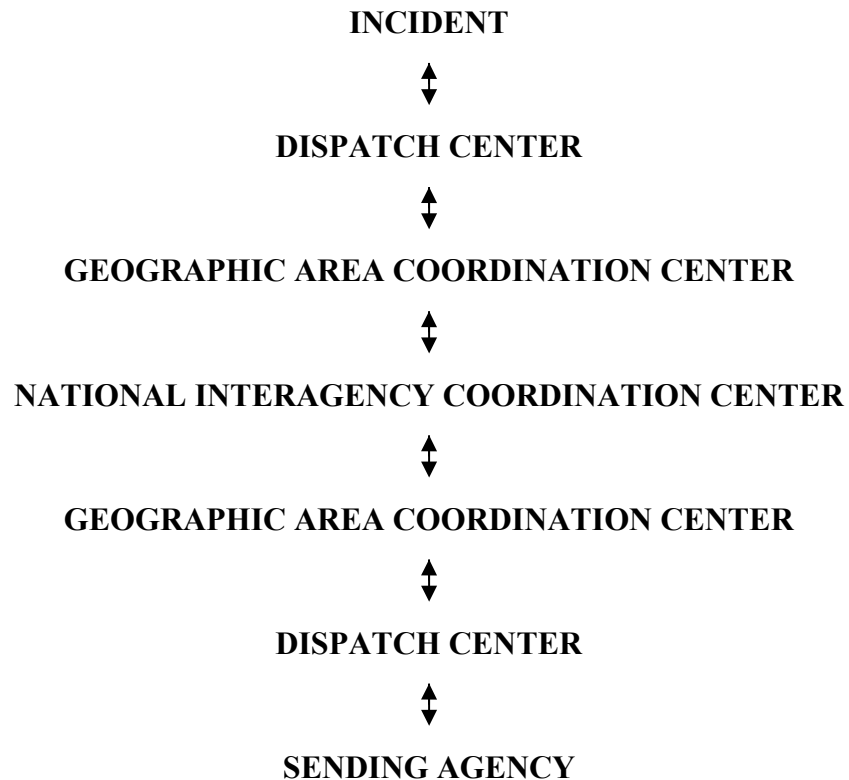 INCIDENT
DISPATCH CENTER
GEOGRAPHIC AREA COORDINATION CENTER
NATIONAL INTERAGENCY COORDINATION CENTER
GEOGRAPHIC AREA COORDINATION CENTER
DISPATCH CENTER
SENDING AGENCY